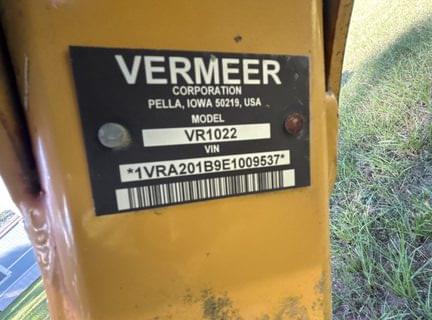 VERMEER
CORPORATION
PELLA, IOWA 50219, USA
MODEL
VR1022
VIN
*1VRA201B9E1009537*